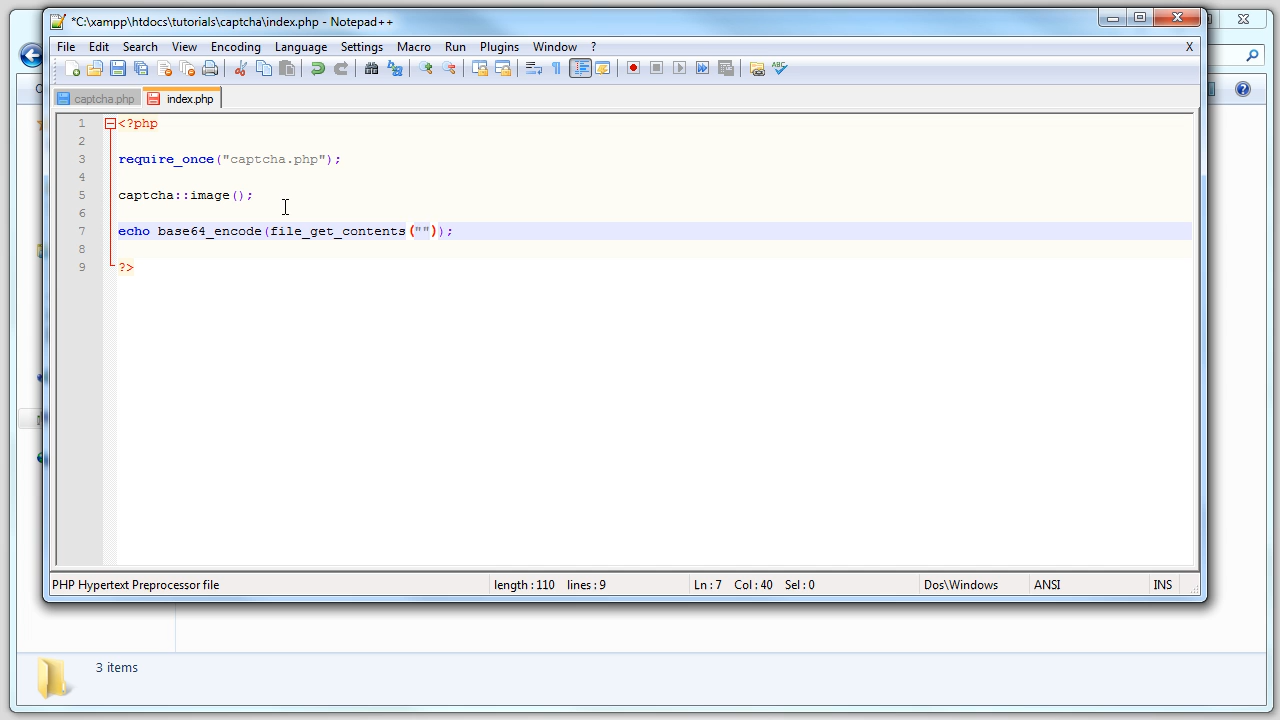 *C:\xampp\htdocs\tutorials\captcha\index.php - Notepad++
File Edit Search View Encoding Language Settings Macro Run Plugins Window ? X
captcha.php index.php
1 <?php
2
3 require_once("captcha.php");
4
5 captcha::image();
6
7 echo base64_encode(file_get_contents(""));
8
9 ?>
PHP Hypertext Preprocessor file length : 110 lines : 9 Ln : 7 Col : 40 Sel : 0 Dos\Windows ANSI INS
3 items